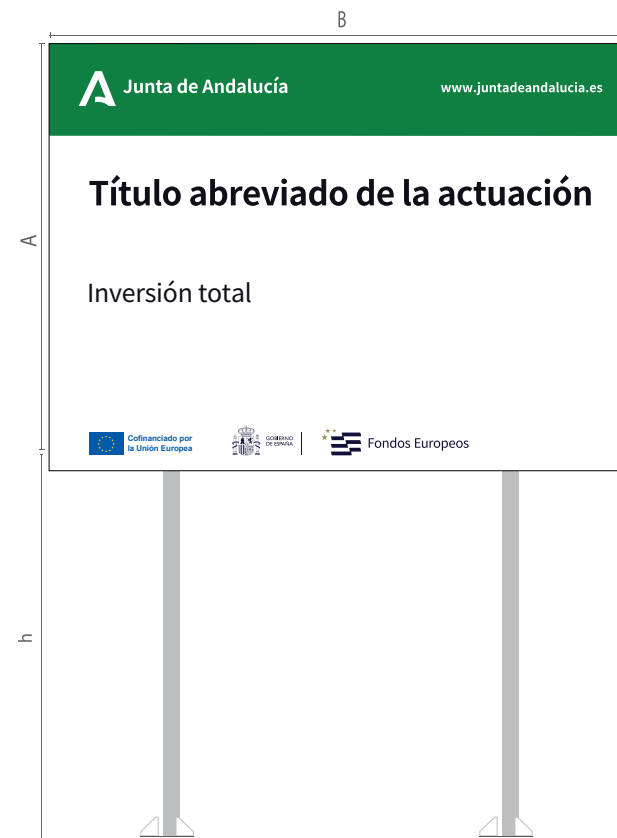 B
Junta de Andalucía
www.juntadeandalucia.es
Título abreviado de la actuación
A
Inversión total
Cofinanciado por
la Unión Europea
GOBIERNO
DE ESPAÑA
Fondos Europeos
h